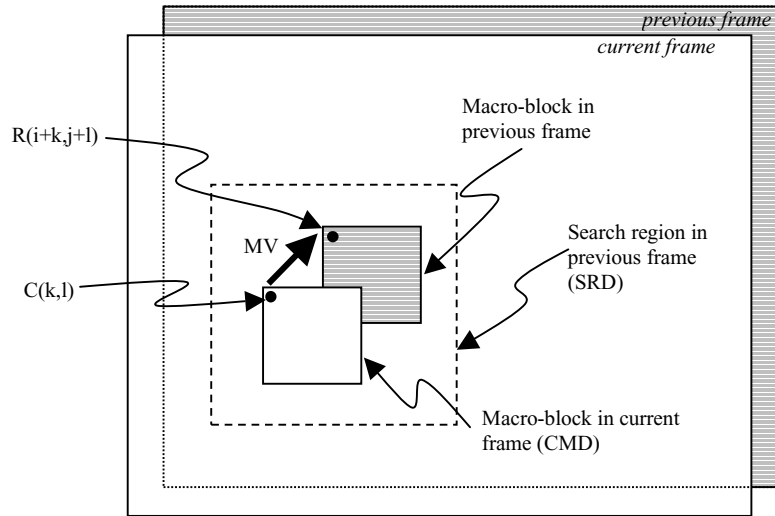 previous frame
current frame
Macro-block in
previous frame
R(i+k,j+l)
MV
Search region in
previous frame
(SRD)
C(k,l)
Macro-block in current
frame (CMD)